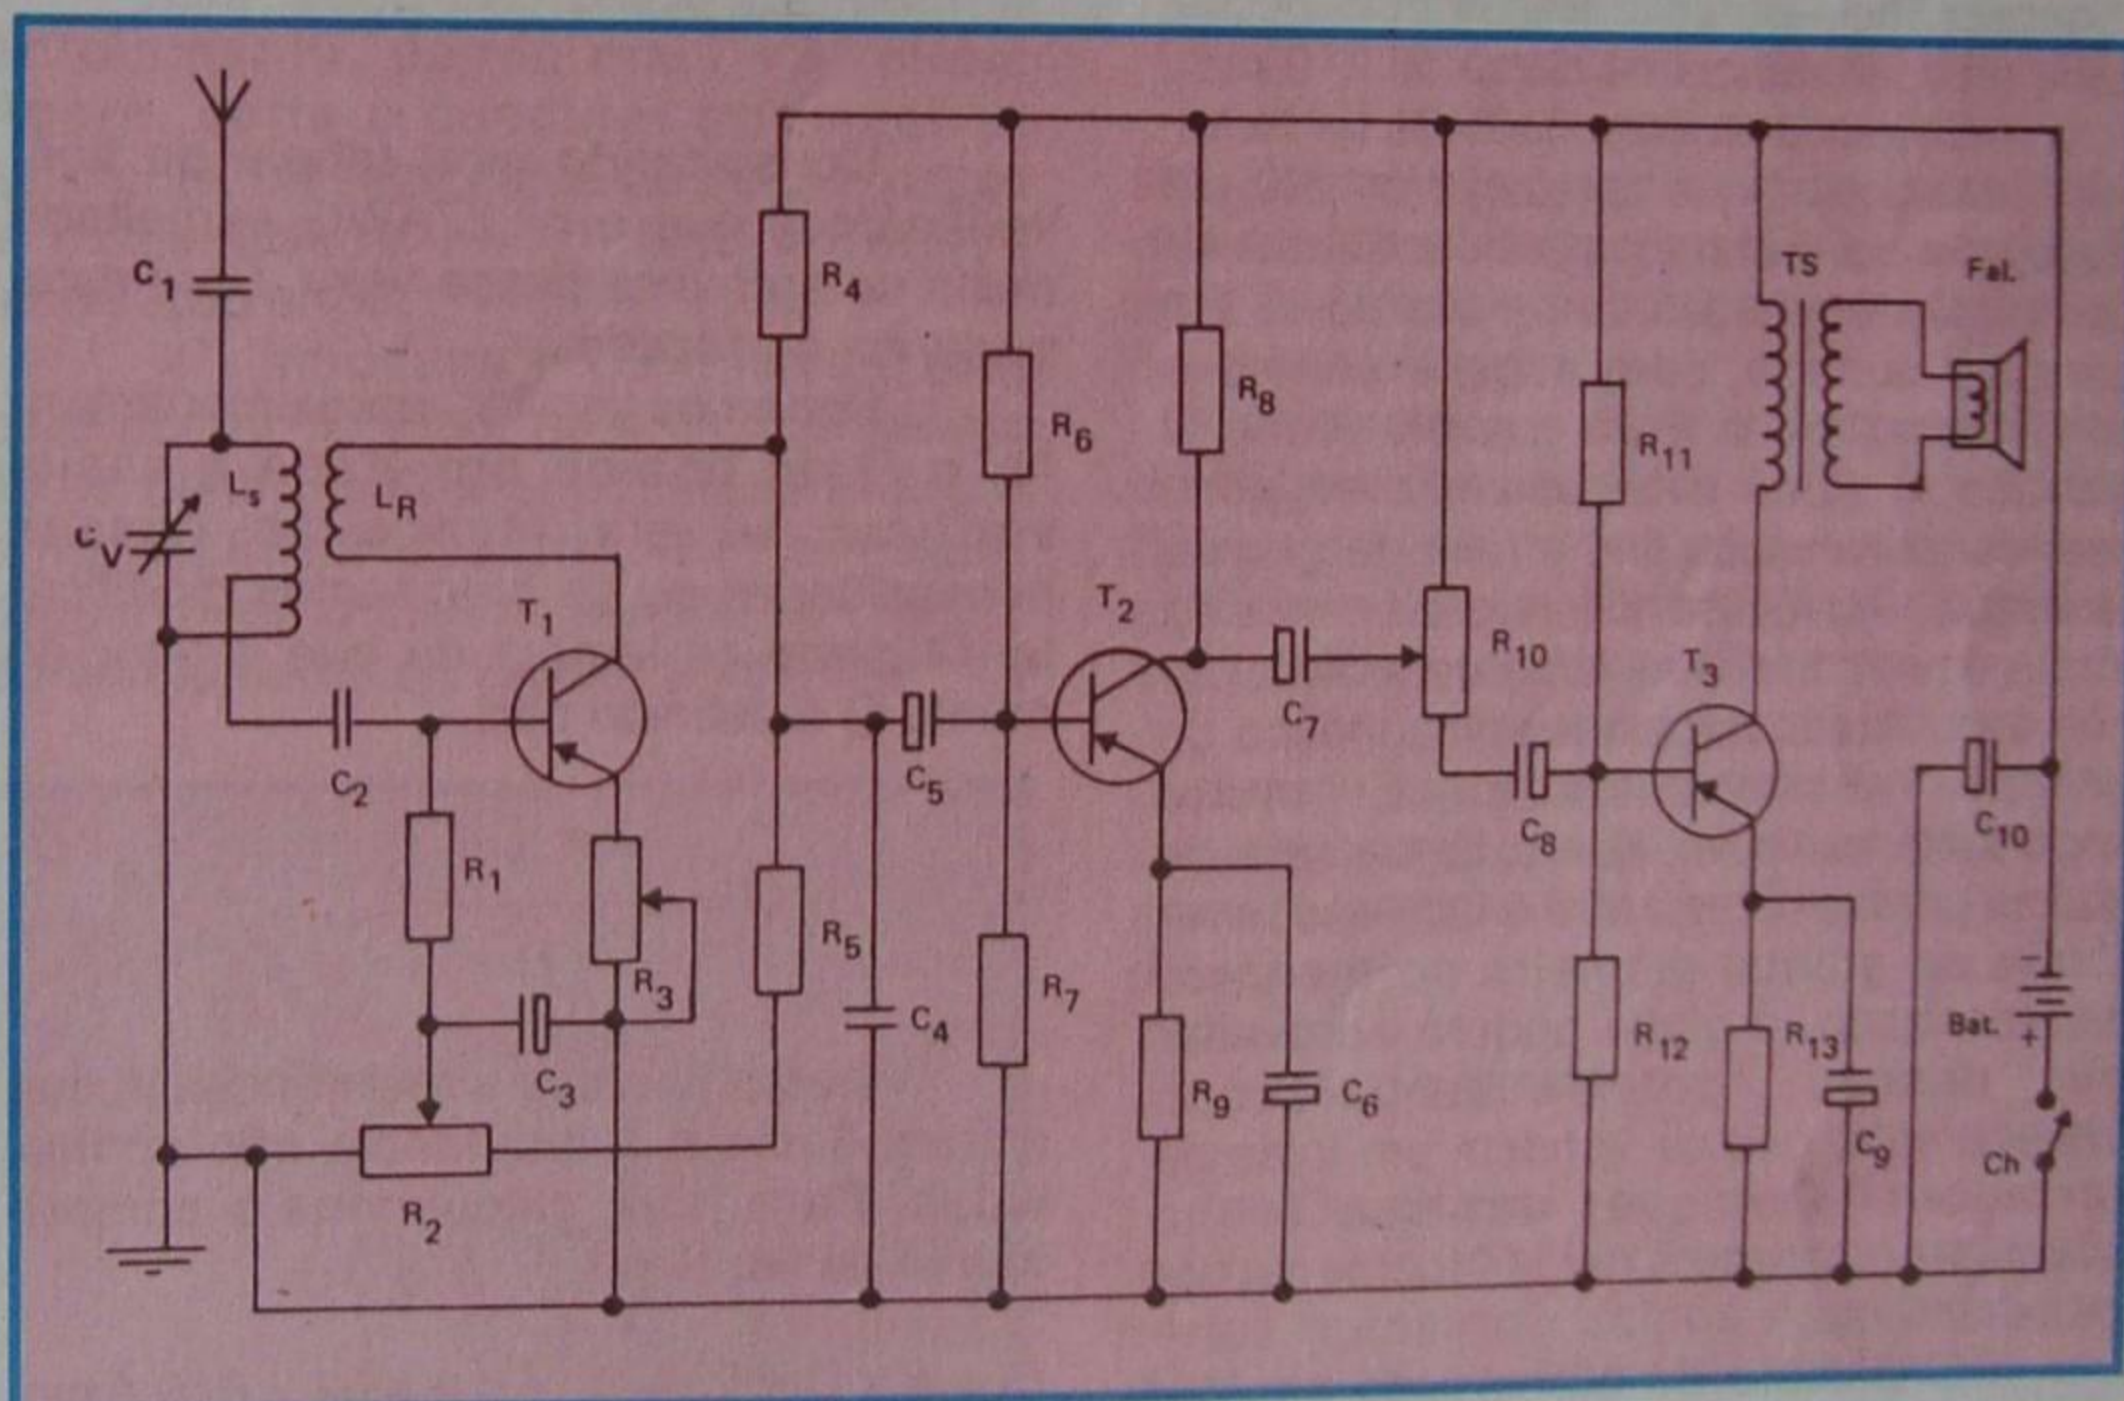 C1
R4
TS
Fal.
R8
R6
R11
Ls
LR
CV
T1
T2
R10
T3
C7
C2
C5
C8
C10
R1
R5
R3
R7
C4
R12
R13
Bat.
−
+
C3
R9
C6
C9
Ch
R2